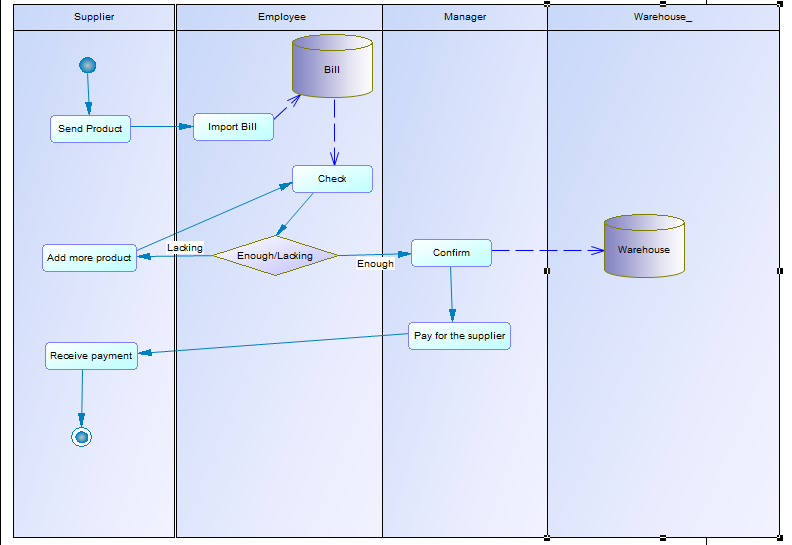 Supplier
Employee
Manager
Warehouse_
Bill
Send Product
Import Bill
Check
Lacking
Add more product
Enough/Lacking
Enough
Confirm
Warehouse
Pay for the supplier
Receive payment